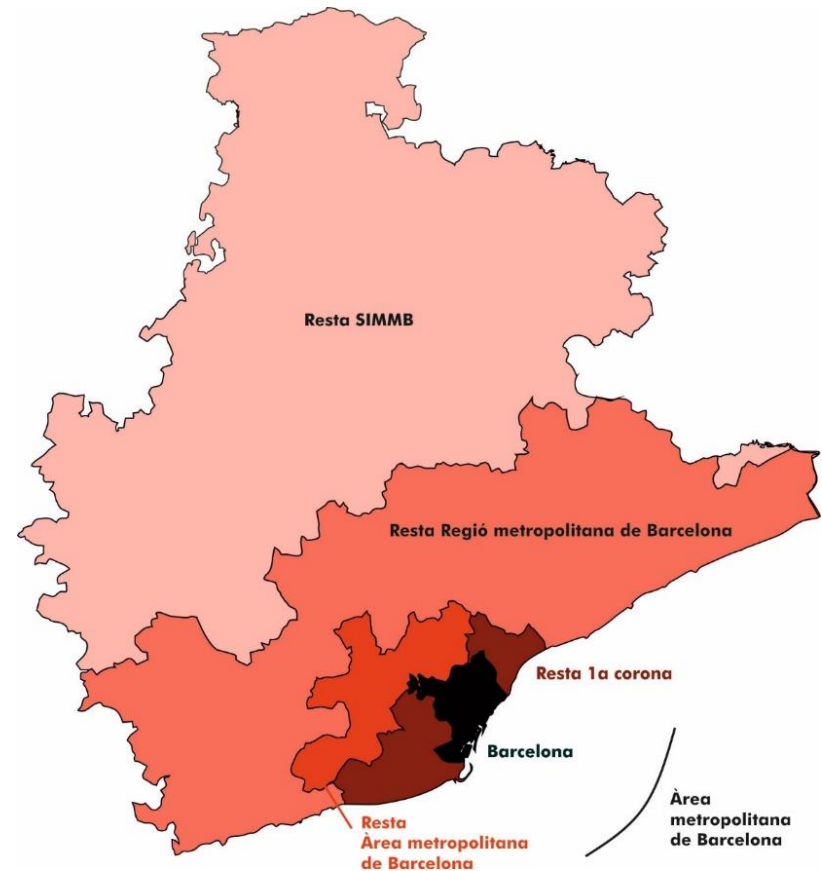 Resta SIMMB
Resta Regió metropolitana de Barcelona
Resta 1a corona
Barcelona
Àrea
metropolitana
de Barcelona
Resta
Àrea metropolitana
de Barcelona